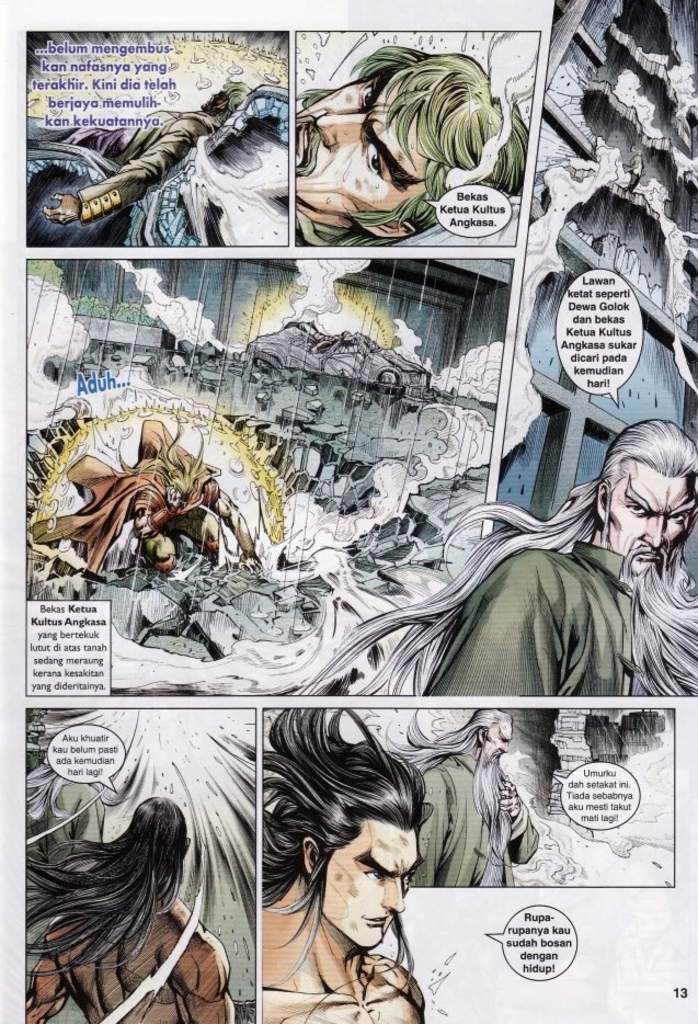 ...belum mengembus-
kan nafasnya yang
terakhir. Kini dia telah
berjaya memulih-
kan kekuatannya.
Bekas
Ketua Kultus
Angkasa.
Lawan
ketat seperti
Dewa Golok
dan bekas
Ketua Kultus
Angkasa sukar
dicari pada
kemudian
hari!
Aduh...
Bekas Ketua
Kultus Angkasa
yang bertekuk
lutut di atas tanah
sedang meraung
kerana kesakitan
yang dideritainya.
Aku khuatir
kau belum pasti
ada kemudian
hari lagi!
Umurku
dah setakat ini.
Tiada sebabnya
aku mesti takut
mati lagi!
Rupa-
rupanya kau
sudah bosan
dengan
hidup!
13